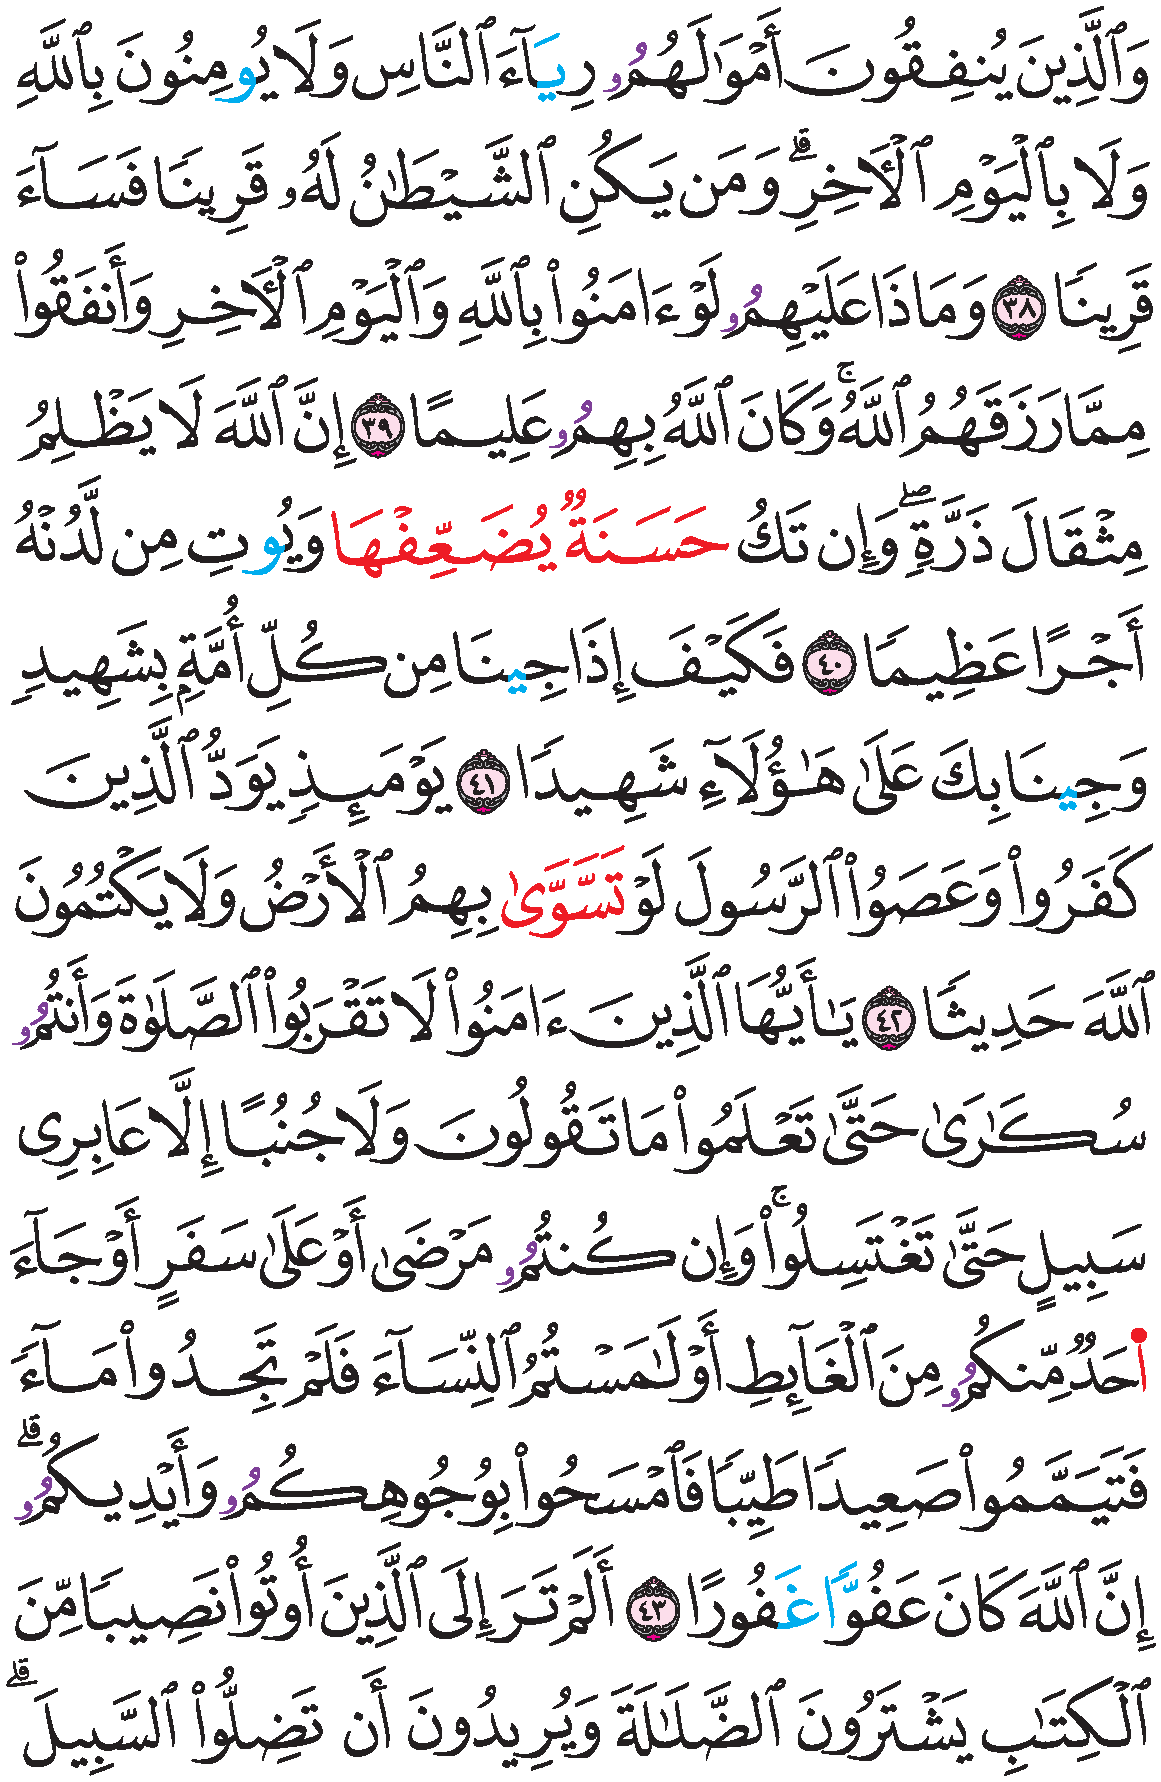 وَٱلَّذِينَ يُنفِقُونَ أَمْوَٰلَهُمُۥ رِيَآءَ ٱلنَّاسِ وَلَا يُومِنُونَ بِٱللَّهِ
وَلَا بِٱلْيَوْمِ ٱلْأَخِرِ ۗ وَمَن يَكُنِ ٱلشَّيْطَٰنُ لَهُۥ قَرِينًا فَسَآءَ
قَرِينًا ٣٨ وَمَاذَا عَلَيْهِمُۥ لَوْ ءَامَنُوا۟ بِٱللَّهِ وَٱلْيَوْمِ ٱلْأَخِرِ وَأَنفَقُوا۟
مِمَّا رَزَقَهُمُ ٱللَّهُ ۚ وَكَانَ ٱللَّهُ بِهِمُۥ عَلِيمًا ٣٩ إِنَّ ٱللَّهَ لَا يَظْلِمُ
مِثْقَالَ ذَرَّةٍ ۖ وَإِن تَكُ حَسَنَةٌ يُضَعِّفْهَا وَيُوتِ مِن لَّدُنْهُ
أَجْرًا عَظِيمًا ٤٠ فَكَيْفَ إِذَا جِينَا مِن كُلِّ أُمَّةِۭ بِشَهِيدٍ
وَجِينَا بِكَ عَلَىٰ هَٰٓؤُلَآءِ شَهِيدًا ٤١ يَوْمَئِذٍ يَوَدُّ ٱلَّذِينَ
كَفَرُوا۟ وَعَصَوُا۟ ٱلرَّسُولَ لَوْ تَسَّوَّىٰ بِهِمُ ٱلْأَرْضُ وَلَا يَكْتُمُونَ
ٱللَّهَ حَدِيثًا ٤٢ يَٰٓأَيُّهَا ٱلَّذِينَ ءَامَنُوا۟ لَا تَقْرَبُوا۟ ٱلصَّلَوٰةَ وَأَنتُمُۥ
سُكَٰرَىٰ حَتَّىٰ تَعْلَمُوا۟ مَا تَقُولُونَ وَلَا جُنُبًا إِلَّا عَابِرِى
سَبِيلٍ حَتَّىٰ تَغْتَسِلُوا۟ ۚ وَإِن كُنتُمُۥ مَرْضَىٰ أَوْ عَلَىٰ سَفَرٍ أَوْ جَآءَ
اَحَدٌ مِّنكُمُۥ مِنَ ٱلْغَآئِطِ أَوْ لَٰمَسْتُمُ ٱلنِّسَآءَ فَلَمْ تَجِدُوا۟ مَآءً
فَتَيَمَّمُوا۟ صَعِيدًا طَيِّبًا فَٱمْسَحُوا۟ بِوُجُوهِكُمُۥ وَأَيْدِيكُمُۥ ۗ
إِنَّ ٱللَّهَ كَانَ عَفُوًّا غَفُورًا ٤٣ أَلَمْ تَرَ إِلَى ٱلَّذِينَ أُوتُوا۟ نَصِيبًا مِّنَ
ٱلْكِتَٰبِ يَشْتَرُونَ ٱلضَّلَٰلَةَ وَيُرِيدُونَ أَن تَضِلُّوا۟ ٱلسَّبِيلَ ۗ